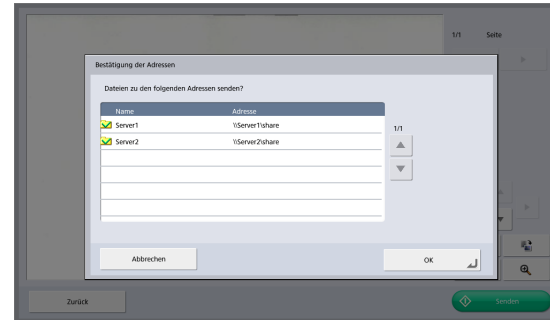 1/1 Seite
Bestätigung der Adressen
Dateien zu den folgenden Adressen senden?
Name Adresse
Server1 \\Server1\share
Server2 \\Server2\share
1/1
Abbrechen OK
Zurück Senden